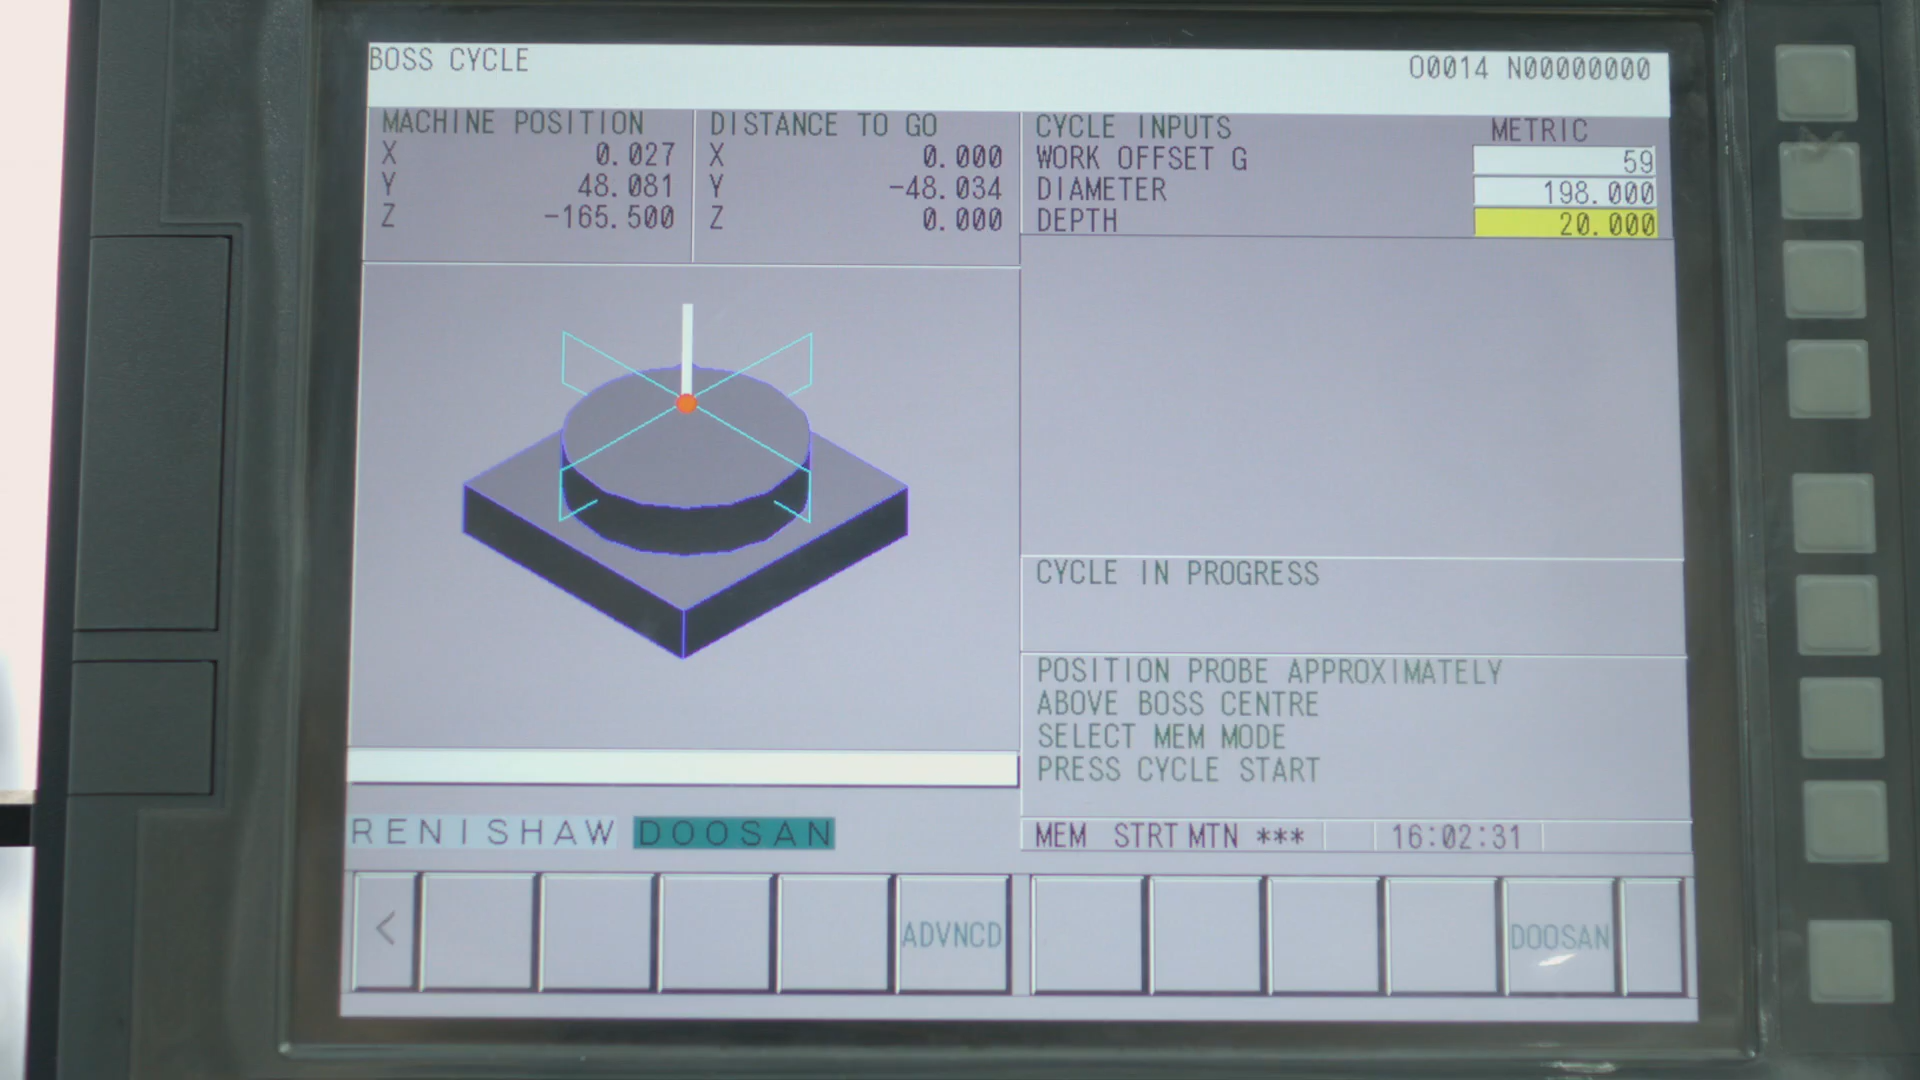 BOSS CYCLE
O0014 N00000000
MACHINE POSITION
X 0.027
Y 48.081
Z -165.500
DISTANCE TO GO
X 0.000
Y -48.034
Z 0.000
CYCLE INPUTS METRIC
WORK OFFSET G 59
DIAMETER 198.000
DEPTH 20.000
CYCLE IN PROGRESS
POSITION PROBE APPROXIMATELY
ABOVE BOSS CENTRE
SELECT MEM MODE
PRESS CYCLE START
RENISHAW DOOSAN
MEM STRT MTN *** 16:02:31
< ADVNCD DOOSAN